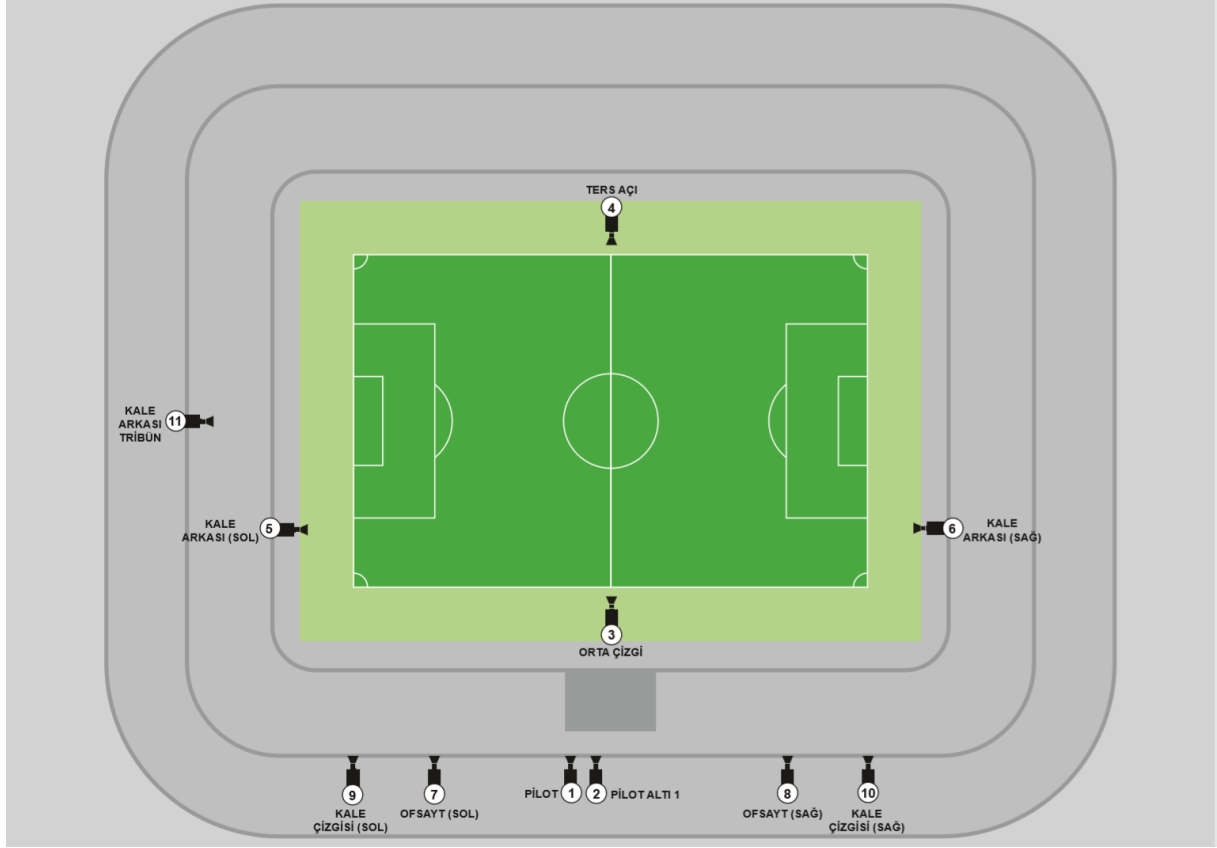 TERS AÇI
4
KALE
ARKASI
TRİBÜN
11
KALE
ARKASI (SOL)
5
6
KALE
ARKASI (SAĞ)
3
ORTA ÇİZGİ
9
KALE
ÇİZGİSİ (SOL)
7
OFSAYT (SOL)
PİLOT 1
2 PİLOT ALTI 1
8
OFSAYT (SAĞ)
10
KALE
ÇİZGİSİ (SAĞ)